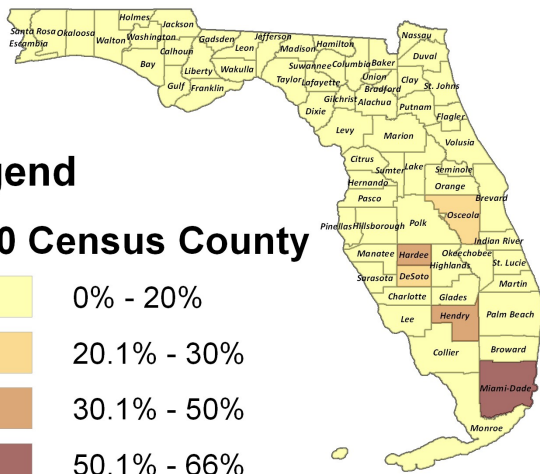 Holmes
Jackson
Santa Rosa Okaloosa Walton Washington
Escambia
Calhoun
Bay
Gulf
Liberty
Franklin
Gadsden
Leon
Wakulla
Jefferson
Madison
Hamilton
Taylor
Suwannee
Lafayette
Columbia
Baker
Nassau
Duval
Union
Bradford
Clay
St. Johns
Dixie
Gilchrist
Alachua
Putnam
Flagler
Levy
Marion
Volusia
Citrus
Sumter
Lake
Seminole
Hernando
Orange
Pasco
Brevard
Pinellas
Hillsborough
Polk
Osceola
Indian River
Manatee
Hardee
Okeechobee
Highlands
St. Lucie
Sarasota
DeSoto
Martin
Charlotte
Glades
Lee
Hendry
Palm Beach
Collier
Broward
Miami-Dade
Monroe
gend
0 Census County
0% - 20%
20.1% - 30%
30.1% - 50%
50.1% - 66%